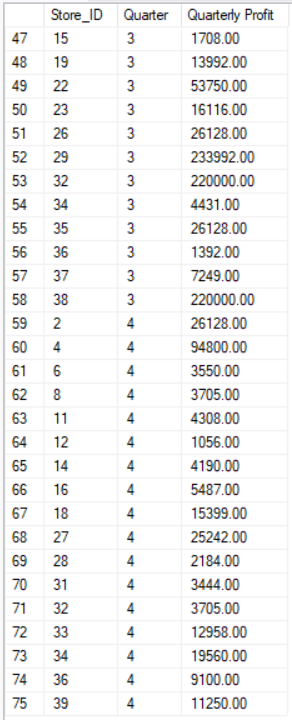 Store_ID Quarter Quarterly Profit
47 15 3 1708.00
48 19 3 13992.00
49 22 3 53750.00
50 23 3 16116.00
51 26 3 26128.00
52 29 3 233992.00
53 32 3 220000.00
54 34 3 4431.00
55 35 3 26128.00
56 36 3 1392.00
57 37 3 7249.00
58 38 3 220000.00
59 2 4 26128.00
60 4 4 94800.00
61 6 4 3550.00
62 8 4 3705.00
63 11 4 4308.00
64 12 4 1056.00
65 14 4 4190.00
66 16 4 5487.00
67 18 4 15399.00
68 27 4 25242.00
69 28 4 2184.00
70 31 4 3444.00
71 32 4 3705.00
72 33 4 12958.00
73 34 4 19560.00
74 36 4 9100.00
75 39 4 11250.00